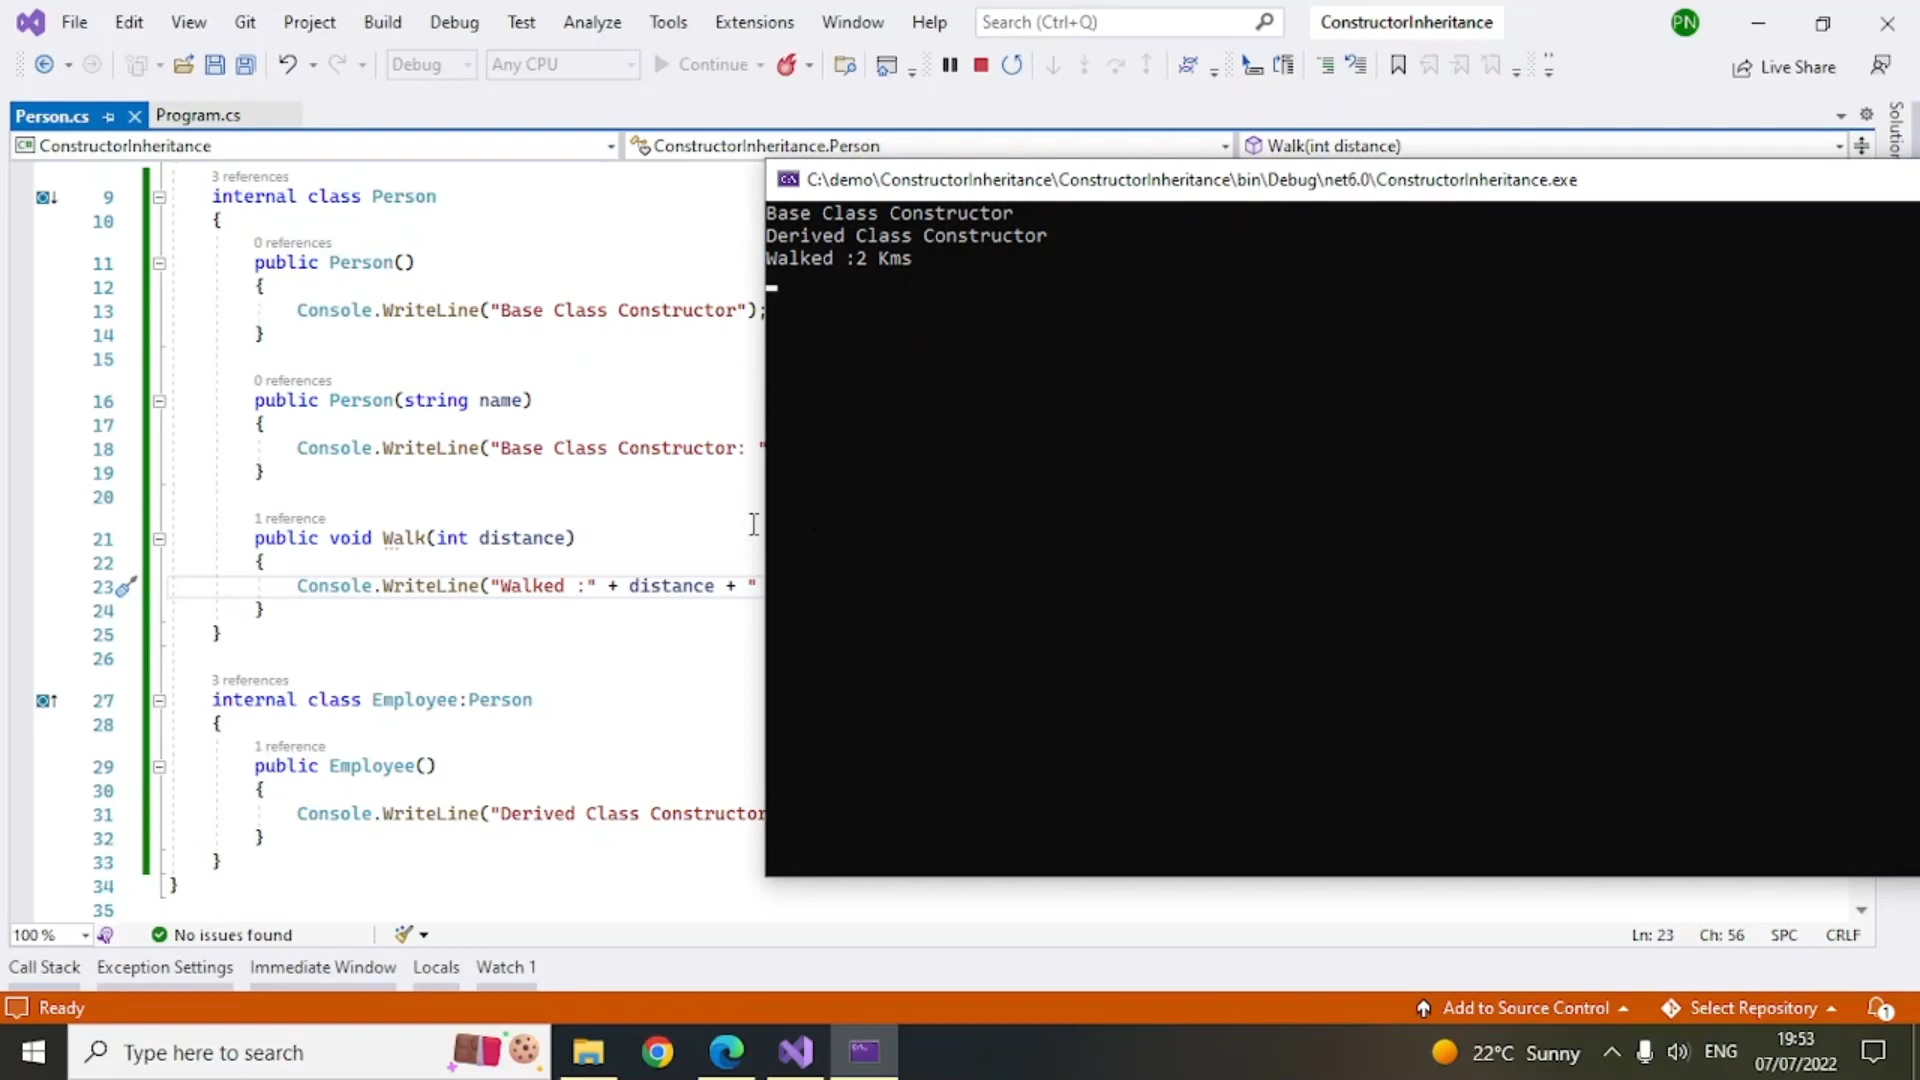 File Edit View Git Project Build Debug Test Analyze Tools Extensions Window Help Search (Ctrl+Q) ConstructorInheritance PN
Debug Any CPU Continue Live Share
Person.cs Program.cs
ConstructorInheritance ConstructorInheritance.Person Walk(int distance)
C:\demo\ConstructorInheritance\ConstructorInheritance\bin\Debug\net6.0\ConstructorInheritance.exe
Base Class Constructor
Derived Class Constructor
Walked :2 Kms
3 references
9 internal class Person
10 {
0 references
11 public Person()
12 {
13 Console.WriteLine("Base Class Constructor");
14 }
15
0 references
16 public Person(string name)
17 {
18 Console.WriteLine("Base Class Constructor: "
19 }
20
1 reference
21 public void Walk(int distance)
22 {
23 Console.WriteLine("Walked :" + distance + "
24 }
25 }
26
3 references
27 internal class Employee:Person
28 {
1 reference
29 public Employee()
30 {
31 Console.WriteLine("Derived Class Constructor
32 }
33 }
34 }
35
100 % No issues found Ln: 23 Ch: 56 SPC CRLF
Call Stack Exception Settings Immediate Window Locals Watch 1
Ready Add to Source Control Select Repository 1
Type here to search 22°C Sunny ENG 19:53
07/07/2022